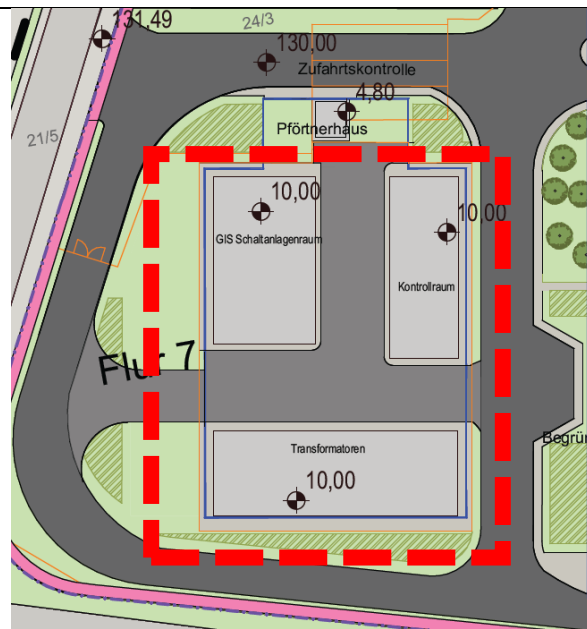 131,49
24/3
130,00
Zufahrtskontrolle
4,80
Pförtnerhaus
21/5
10,00
10,00
GIS Schaltanlagenraum
Kontrollraum
Flur 7
Begrün
Transformatoren
10,00